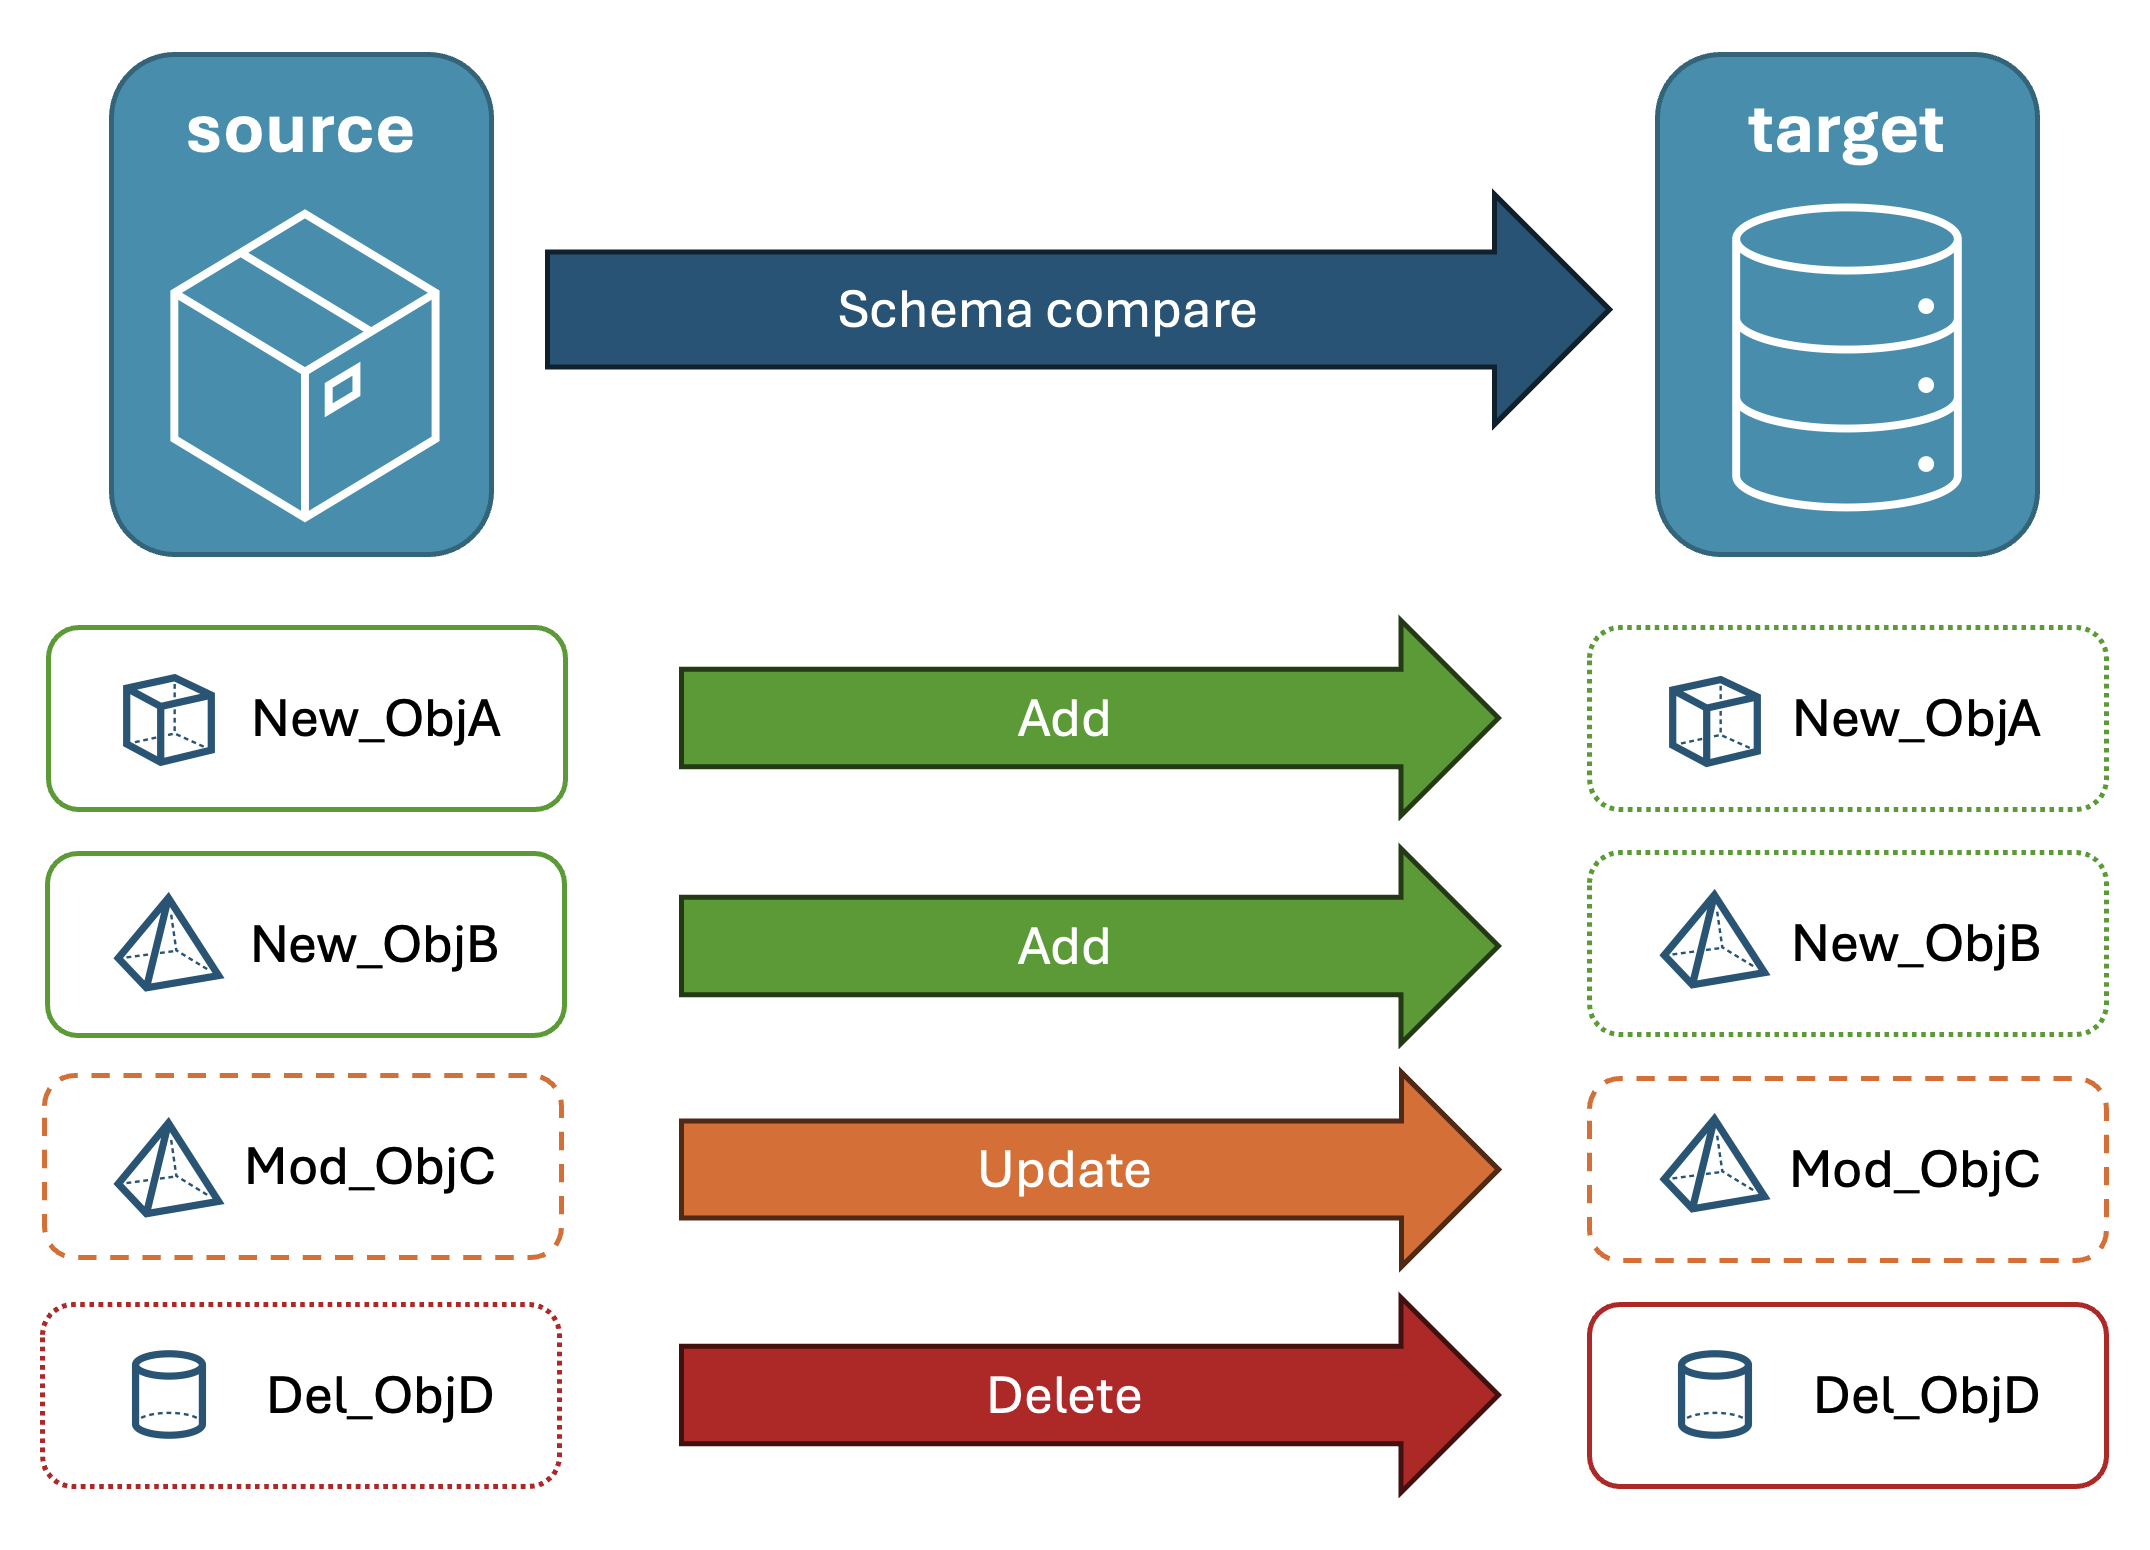 source
target
Schema compare
New_ObjA
Add
New_ObjA
New_ObjB
Add
New_ObjB
Mod_ObjC
Update
Mod_ObjC
Del_ObjD
Delete
Del_ObjD